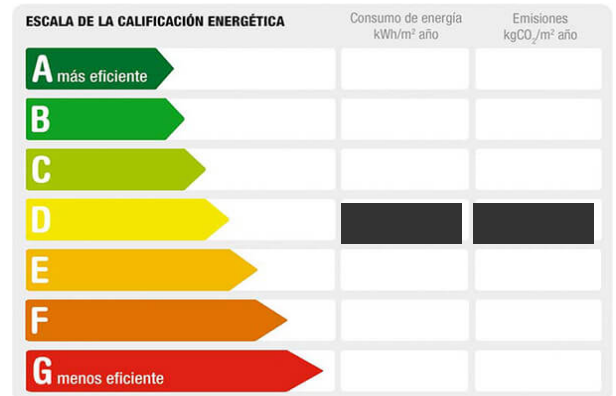 ESCALA DE LA CALIFICACIÓN ENERGÉTICA
Consumo de energía
kWh/m² año
Emisiones
kgCO₂/m² año
A más eficiente
B
C
D
E
F
G menos eficiente